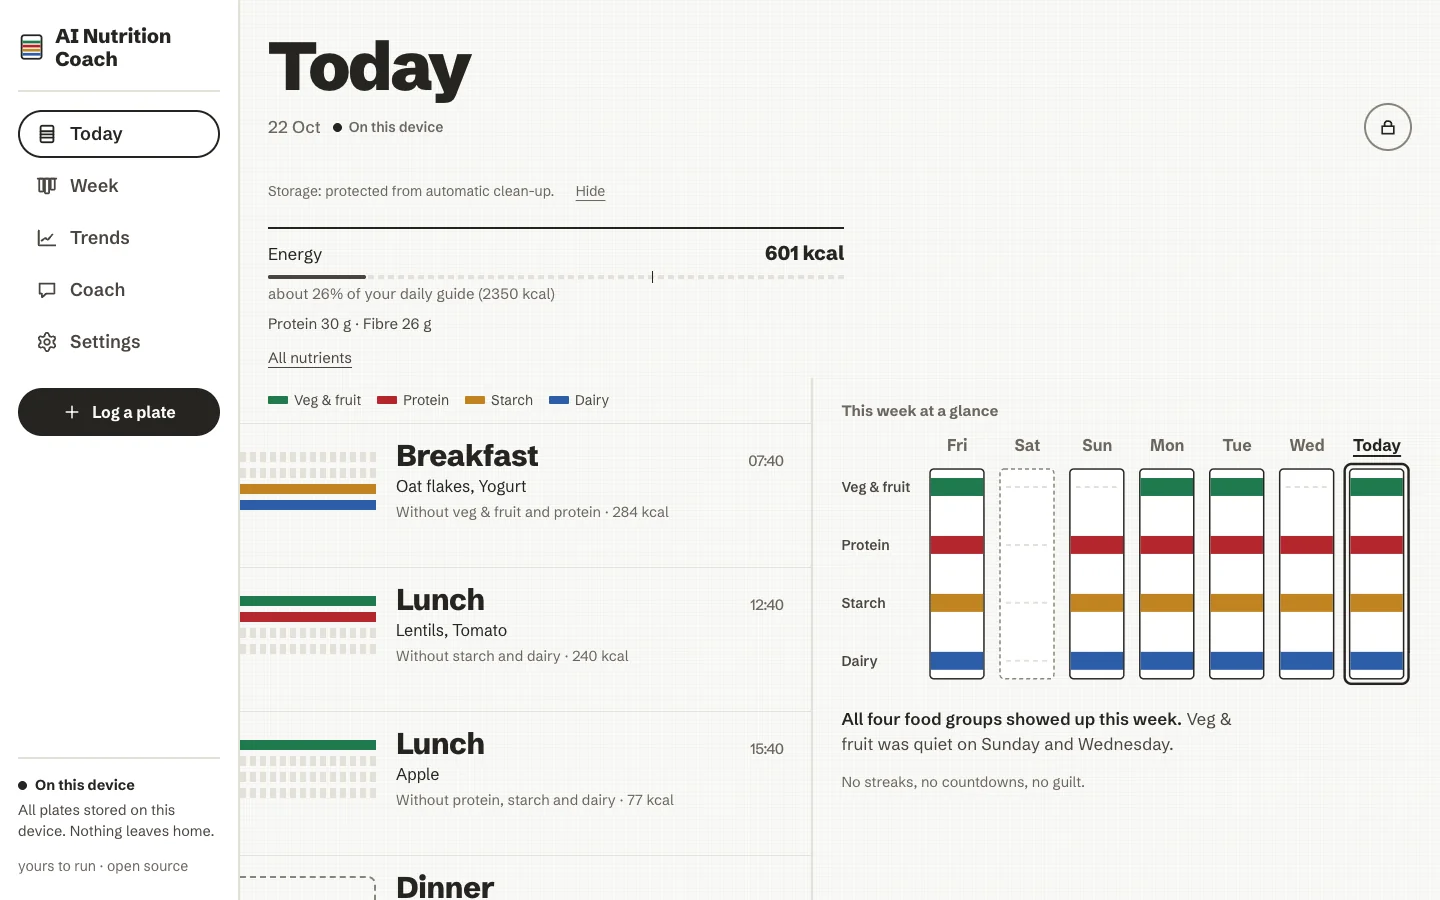 AI Nutrition
Coach
Today
Week
Trends
Coach
Settings
Log a plate
On this device
All plates stored on this
device. Nothing leaves home.
yours to run · open source
Today
22 Oct
On this device
Storage: protected from automatic clean-up.
Hide
Energy
601 kcal
about 26% of your daily guide (2350 kcal)
Protein 30 g · Fibre 26 g
All nutrients
Veg & fruit
Protein
Starch
Dairy
Breakfast
07:40
Oat flakes, Yogurt
Without veg & fruit and protein · 284 kcal
Lunch
12:40
Lentils, Tomato
Without starch and dairy · 240 kcal
Lunch
15:40
Apple
Without protein, starch and dairy · 77 kcal
Dinner
This week at a glance
Fri Sat Sun Mon Tue Wed Today
Veg & fruit
Protein
Starch
Dairy
All four food groups showed up this week. Veg &
fruit was quiet on Sunday and Wednesday.
No streaks, no countdowns, no guilt.